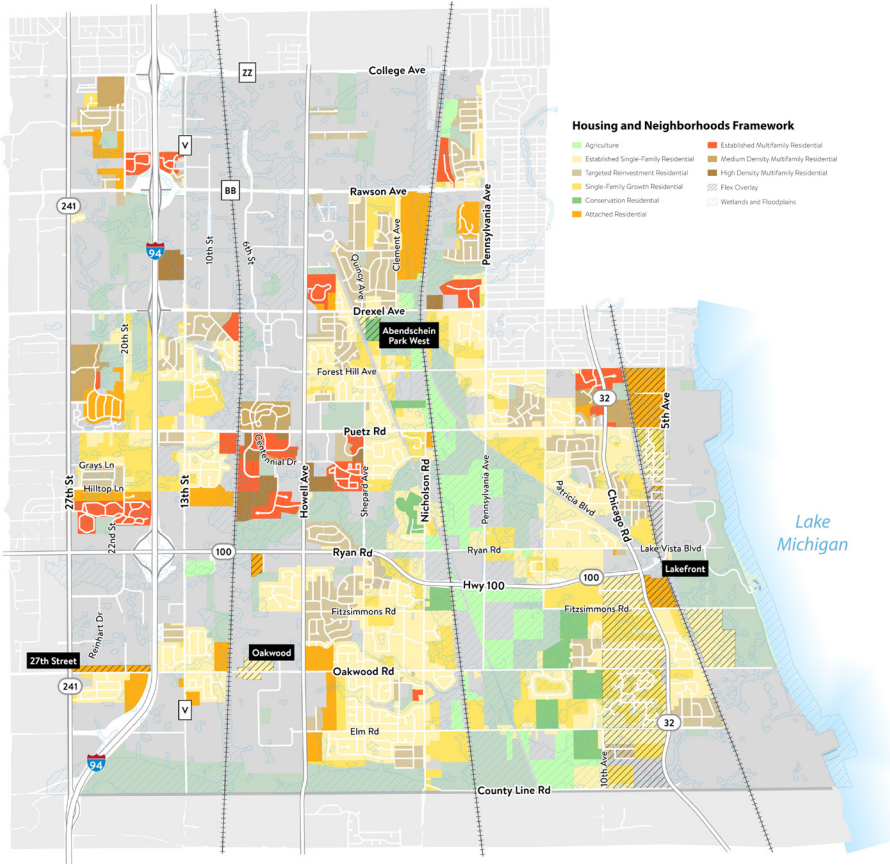 ZZ
College Ave
Housing and Neighborhoods Framework
Agriculture
Established Single-Family Residential
Targeted Reinvestment Residential
Single-Family Growth Residential
Conservation Residential
Attached Residential
Established Multifamily Residential
Medium Density Multifamily Residential
High Density Multifamily Residential
Flex Overlay
Wetlands and Floodplains
V
BB
Rawson Ave
241
94
10th St
6th St
Quincy Ave
Clement Ave
Pennsylvania Ave
Drexel Ave
Abendschein
Park West
20th St
Forest Hill Ave
32
5th Ave
Puetz Rd
Grays Ln
Hilltop Ln
27th St
22nd St
13th St
Centennial Dr
Howell Ave
Shepard Ave
Nicholson Rd
Pennsylvania Ave
Patricia Blvd
Chicago Rd
Lake
Michigan
100
Ryan Rd
Ryan Rd
Lake Vista Blvd
Lakefront
Hwy 100
100
Fitzsimmons Rd
Fitzsimmons Rd
Reinhart Dr
27th Street
Oakwood
Oakwood Rd
241
V
32
Elm Rd
94
10th Ave
County Line Rd